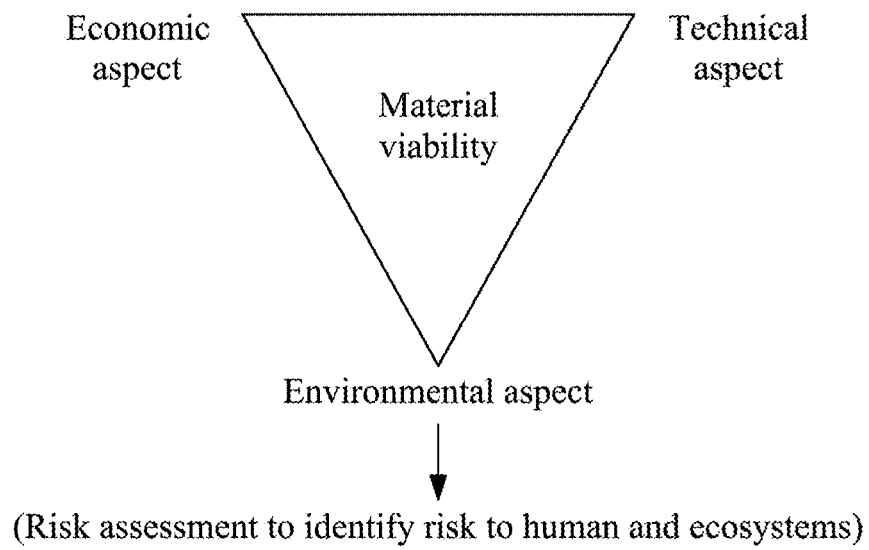 Economic
aspect
Technical
aspect
Material
viability
Environmental aspect
(Risk assessment to identify risk to human and ecosystems)